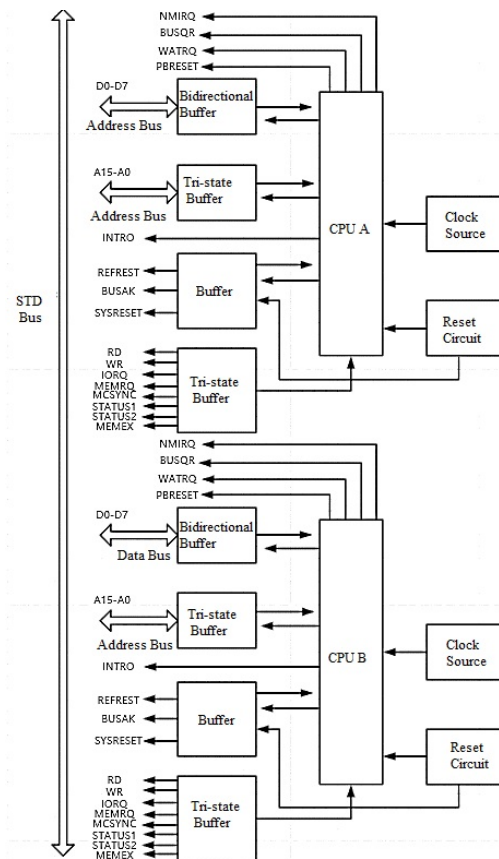 NMIRQ
BUSQR
WATRQ
PBRESET
D0-D7
Bidirectional
Buffer
Address Bus
A15-A0
Tri-state
Buffer
Address Bus
CPU A
Clock
Source
INTRO
REFREST
BUSAK
SYSRESET
Buffer
STD
Bus
Reset
Circuit
RD
WR
IORQ
MEMRQ
MCSYNC
STATUS1
STATUS2
MEMEX
Tri-state
Buffer
NMIRQ
BUSQR
WATRQ
PBRESET
D0-D7
Bidirectional
Buffer
Data Bus
A15-A0
Tri-state
Buffer
Address Bus
CPU B
Clock
Source
INTRO
REFREST
BUSAK
SYSRESET
Buffer
Reset
Circuit
RD
WR
IORQ
MEMRQ
MCSYNC
STATUS1
STATUS2
MEMEX
Tri-state
Buffer